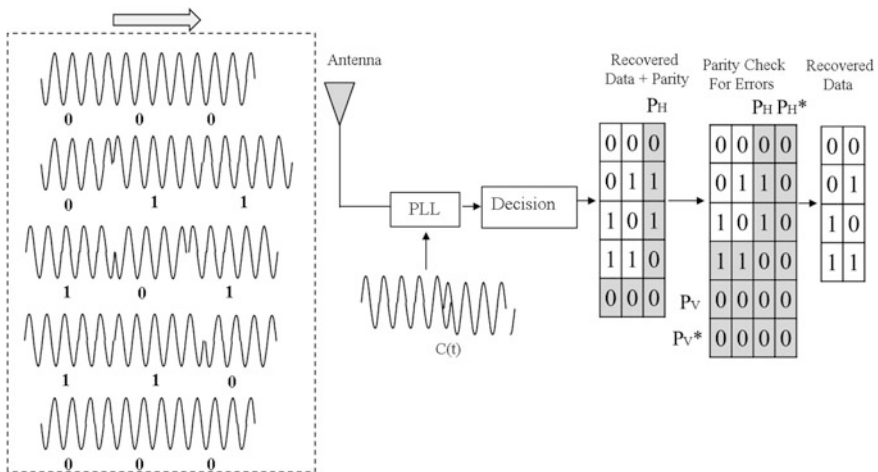 0 0 0
0 1 1
1 0 1
1 1 0
0 0 0
Antenna
PLL
Decision
C(t)
Recovered
Data + Parity
PH
0 0 0
0 1 1
1 0 1
1 1 0
PV
0 0 0
PV*
Parity Check
For Errors
PH PH*
0 0 0 0
0 1 1 0
1 0 1 0
1 1 0 0
0 0 0 0
0 0 0 0
Recovered
Data
0 0
0 1
1 0
1 1